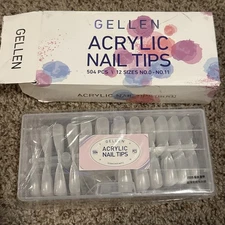 GELLEN
GELLEN
ACRYLIC
NAIL TIPS
504 PCS 12 SIZES NO.0 - NO.11
GELLEN
ACRYLIC
NAIL TIPS